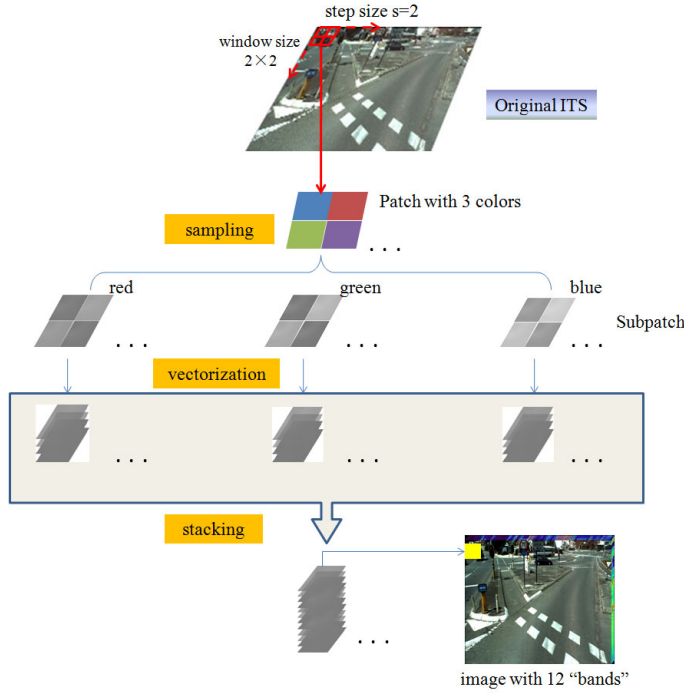 step size s=2
window size
2×2
Original ITS
Patch with 3 colors
sampling
. . .
red
green
blue
Subpatch
. . .
. . .
. . .
vectorization
. . .
. . .
. . .
stacking
. . .
image with 12 “bands”